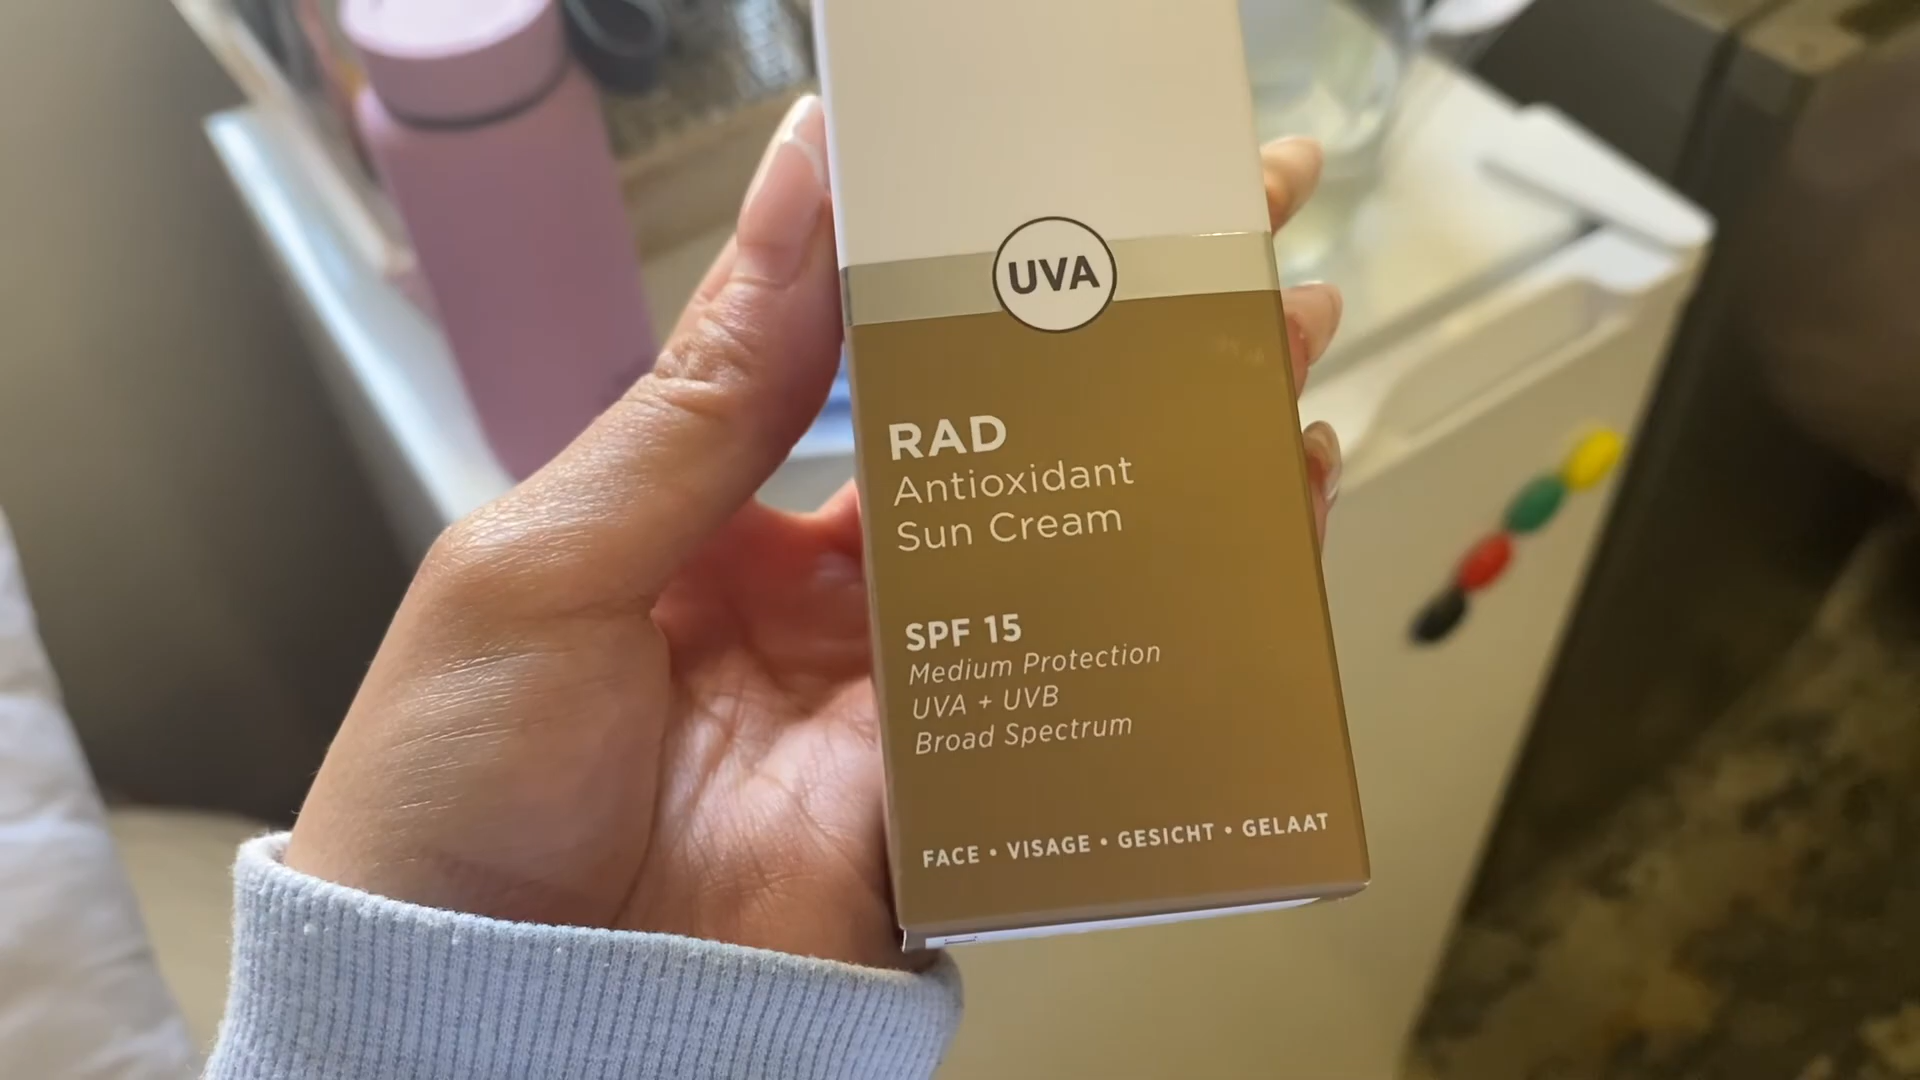 UVA
RAD
Antioxidant
Sun Cream
SPF 15
Medium Protection
UVA + UVB
Broad Spectrum
FACE • VISAGE • GESICHT • GELAAT